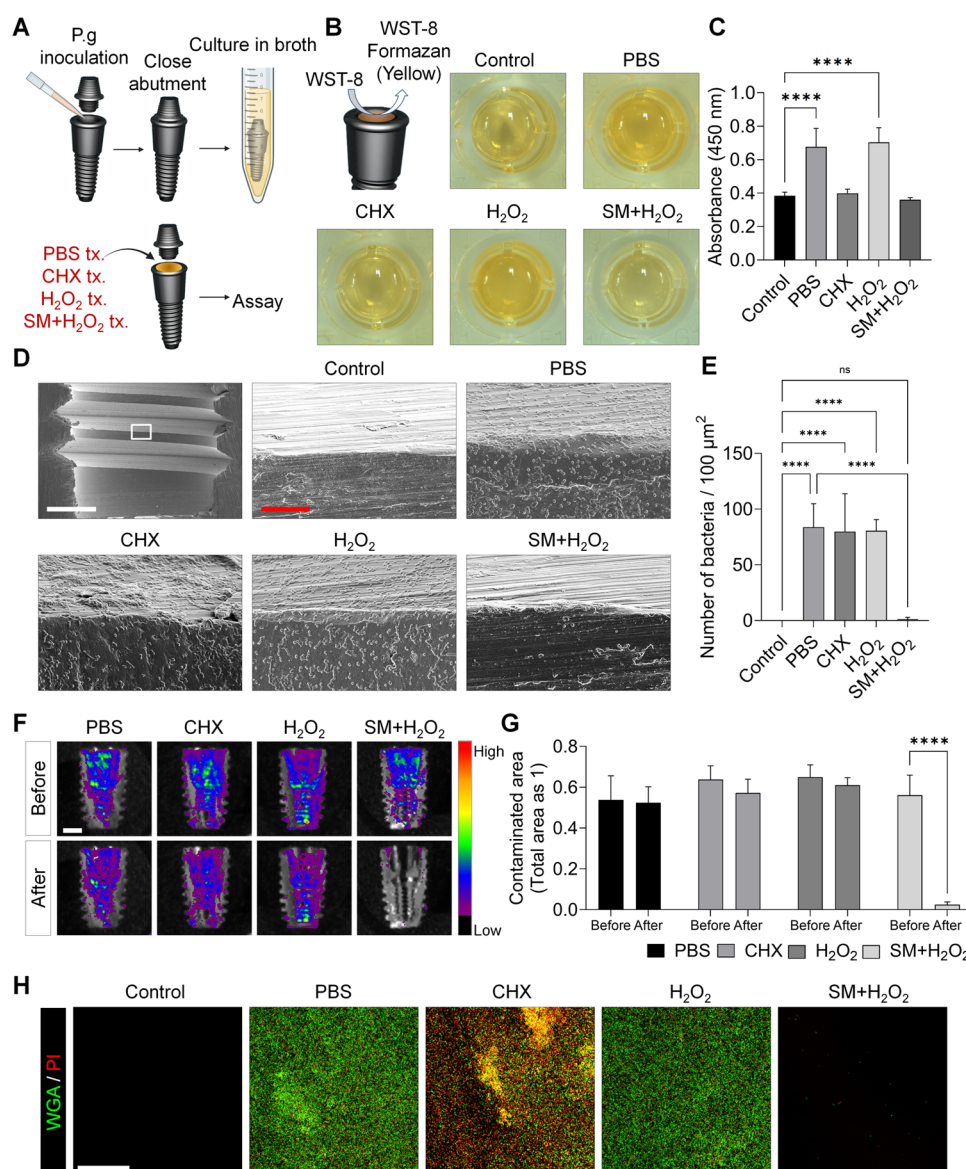 A
P.g
inoculation
Close
abutment
Culture in broth
PBS tx.
CHX tx.
H₂O₂ tx.
SM+H₂O₂ tx.
Assay
B
WST-8
WST-8
Formazan
(Yellow)
Control
PBS
CHX
H₂O₂
SM+H₂O₂
C
Absorbance (450 nm)
1.0
0.8
0.6
0.4
0.2
0.0
****
****
Control
PBS
CHX
H₂O₂
SM+H₂O₂
D
Control
PBS
CHX
H₂O₂
SM+H₂O₂
E
Number of bacteria / 100 µm²
150
100
50
0
ns
****
****
****
****
Control
PBS
CHX
H₂O₂
SM+H₂O₂
F
PBS
CHX
H₂O₂
SM+H₂O₂
Before
After
High
Low
G
Contaminated area
(Total area as 1)
0.8
0.6
0.4
0.2
0.0
****
Before After
Before After
Before After
Before After
PBS
CHX
H₂O₂
SM+H₂O₂
H
WGA / PI
Control
PBS
CHX
H₂O₂
SM+H₂O₂